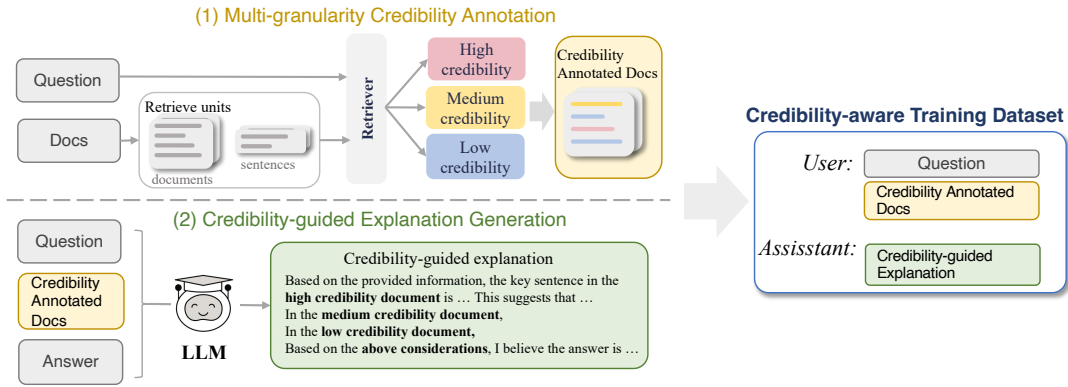 (1) Multi-granularity Credibility Annotation
Question
Docs
Retrieve units
documents
sentences
Retriever
High
credibility
Medium
credibility
Low
credibility
Credibility
Annotated Docs
(2) Credibility-guided Explanation Generation
Question
Credibility
Annotated
Docs
Answer
LLM
Credibility-guided explanation
Based on the provided information, the key sentence in the
high credibility document is … This suggests that …
In the medium credibility document,
In the low credibility document,
Based on the above considerations, I believe the answer is …
Credibility-aware Training Dataset
User:
Question
Credibility Annotated
Docs
Assisstant:
Credibility-guided
Explanation